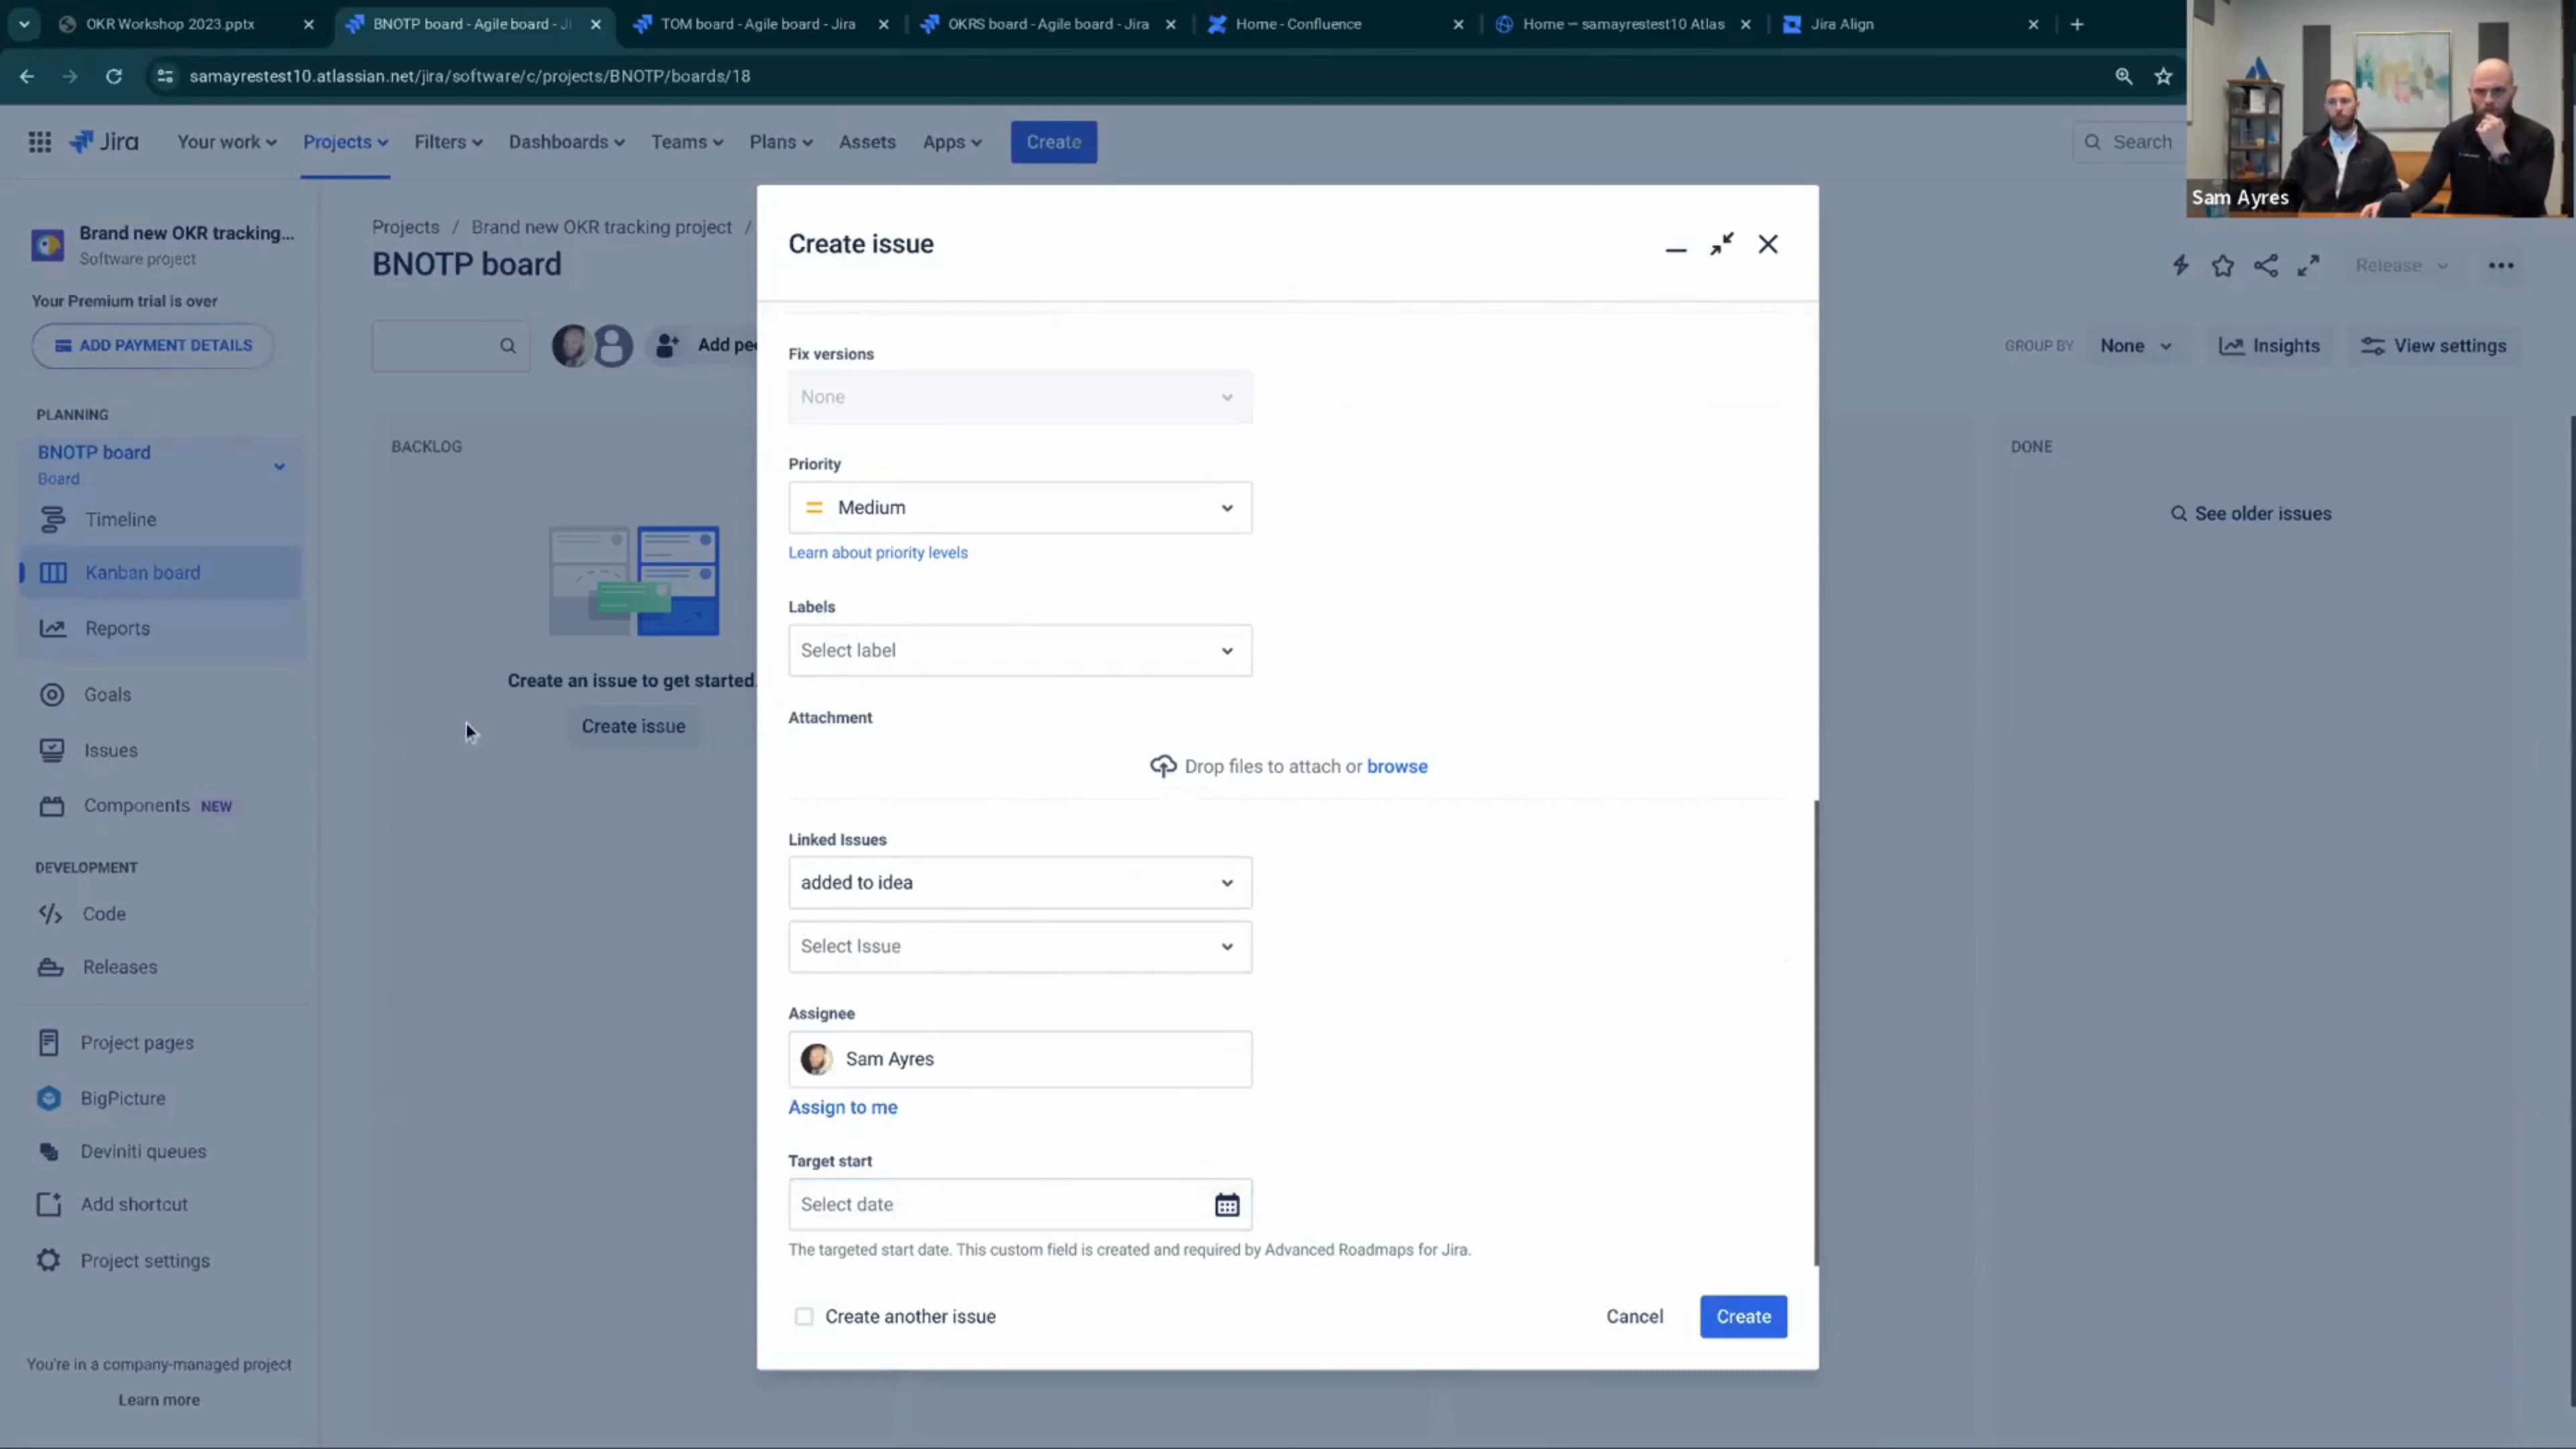 OKR Workshop 2023.pptx
BNOTP board - Agile board - Ji
TOM board - Agile board - Jira
OKRS board - Agile board - Jira
Home - Confluence
Home — samayrestest10 Atlas
Jira Align
samayrestest10.atlassian.net/jira/software/c/projects/BNOTP/boards/18
Jira
Your work
Projects
Filters
Dashboards
Teams
Plans
Assets
Apps
Create
Search
Sam Ayres
Brand new OKR tracking...
Software project
Your Premium trial is over
ADD PAYMENT DETAILS
PLANNING
BNOTP board
Board
Timeline
Kanban board
Reports
Goals
Issues
Components NEW
DEVELOPMENT
Code
Releases
Project pages
BigPicture
Deviniti queues
Add shortcut
Project settings
You're in a company-managed project
Learn more
Projects / Brand new OKR tracking project /
BNOTP board
Add pe
Release
GROUP BY
None
Insights
View settings
BACKLOG
Create an issue to get started.
Create issue
DONE
See older issues
Create issue
Fix versions
None
Priority
Medium
Learn about priority levels
Labels
Select label
Attachment
Drop files to attach or browse
Linked Issues
added to idea
Select Issue
Assignee
Sam Ayres
Assign to me
Target start
Select date
The targeted start date. This custom field is created and required by Advanced Roadmaps for Jira.
Create another issue
Cancel
Create